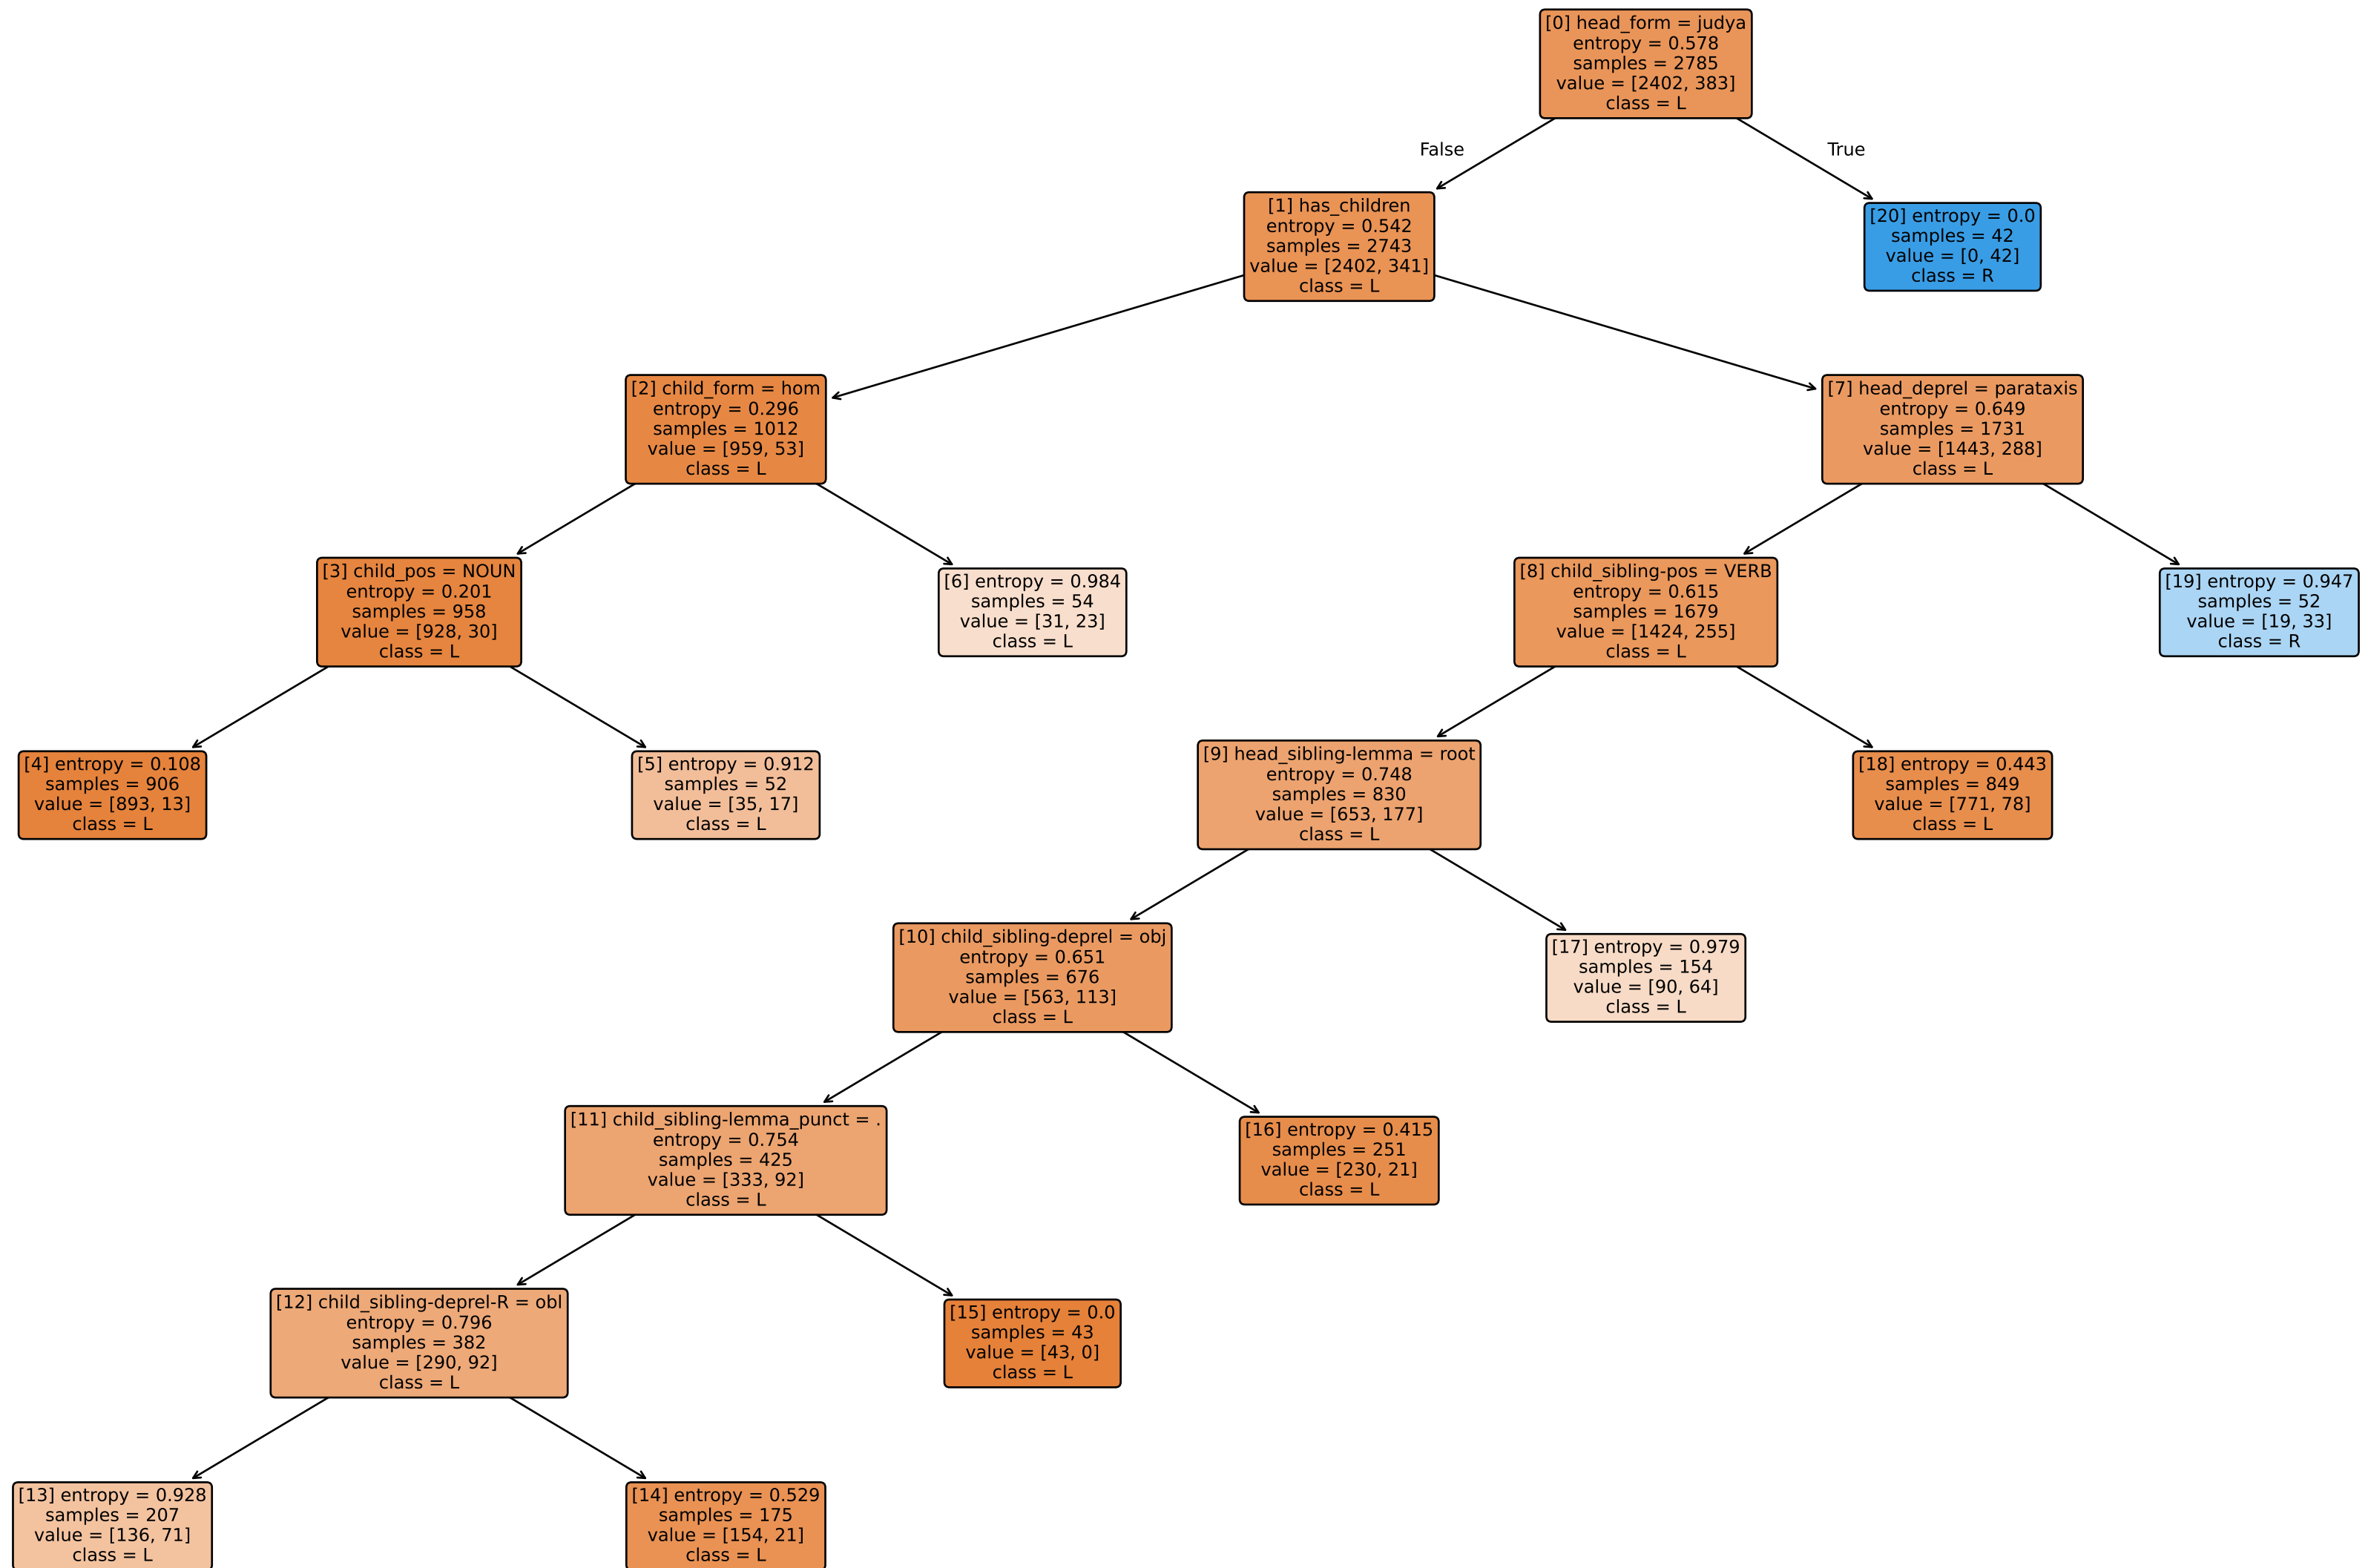 [0] head_form = judya
entropy = 0.578
samples = 2785
value = [2402, 383]
class = L
False
True
[1] has_children
entropy = 0.542
samples = 2743
value = [2402, 341]
class = L
[20] entropy = 0.0
samples = 42
value = [0, 42]
class = R
[2] child_form = hom
entropy = 0.296
samples = 1012
value = [959, 53]
class = L
[7] head_deprel = parataxis
entropy = 0.649
samples = 1731
value = [1443, 288]
class = L
[3] child_pos = NOUN
entropy = 0.201
samples = 958
value = [928, 30]
class = L
[6] entropy = 0.984
samples = 54
value = [31, 23]
class = L
[8] child_sibling-pos = VERB
entropy = 0.615
samples = 1679
value = [1424, 255]
class = L
[19] entropy = 0.947
samples = 52
value = [19, 33]
class = R
[4] entropy = 0.108
samples = 906
value = [893, 13]
class = L
[5] entropy = 0.912
samples = 52
value = [35, 17]
class = L
[9] head_sibling-lemma = root
entropy = 0.748
samples = 830
value = [653, 177]
class = L
[18] entropy = 0.443
samples = 849
value = [771, 78]
class = L
[10] child_sibling-deprel = obj
entropy = 0.651
samples = 676
value = [563, 113]
class = L
[17] entropy = 0.979
samples = 154
value = [90, 64]
class = L
[11] child_sibling-lemma_punct = .
entropy = 0.754
samples = 425
value = [333, 92]
class = L
[16] entropy = 0.415
samples = 251
value = [230, 21]
class = L
[12] child_sibling-deprel-R = obl
entropy = 0.796
samples = 382
value = [290, 92]
class = L
[15] entropy = 0.0
samples = 43
value = [43, 0]
class = L
[13] entropy = 0.928
samples = 207
value = [136, 71]
class = L
[14] entropy = 0.529
samples = 175
value = [154, 21]
class = L